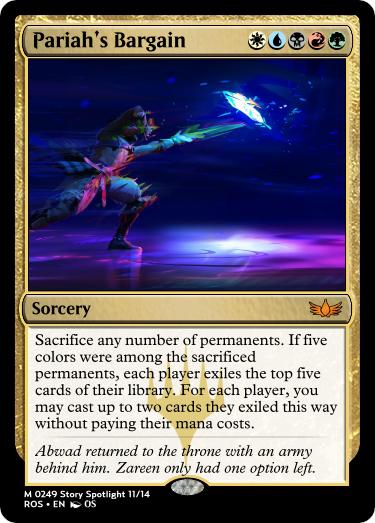 Pariah's Bargain
Sorcery
Sacrifice any number of permanents. If five
colors were among the sacrificed
permanents, each player exiles the top five
cards of their library. For each player, you
may cast up to two cards they exiled this way
without paying their mana costs.
Abwad returned to the throne with an army
behind him. Zareen only had one option left.
M 0249 Story Spotlight 11/14
ROS • EN OS